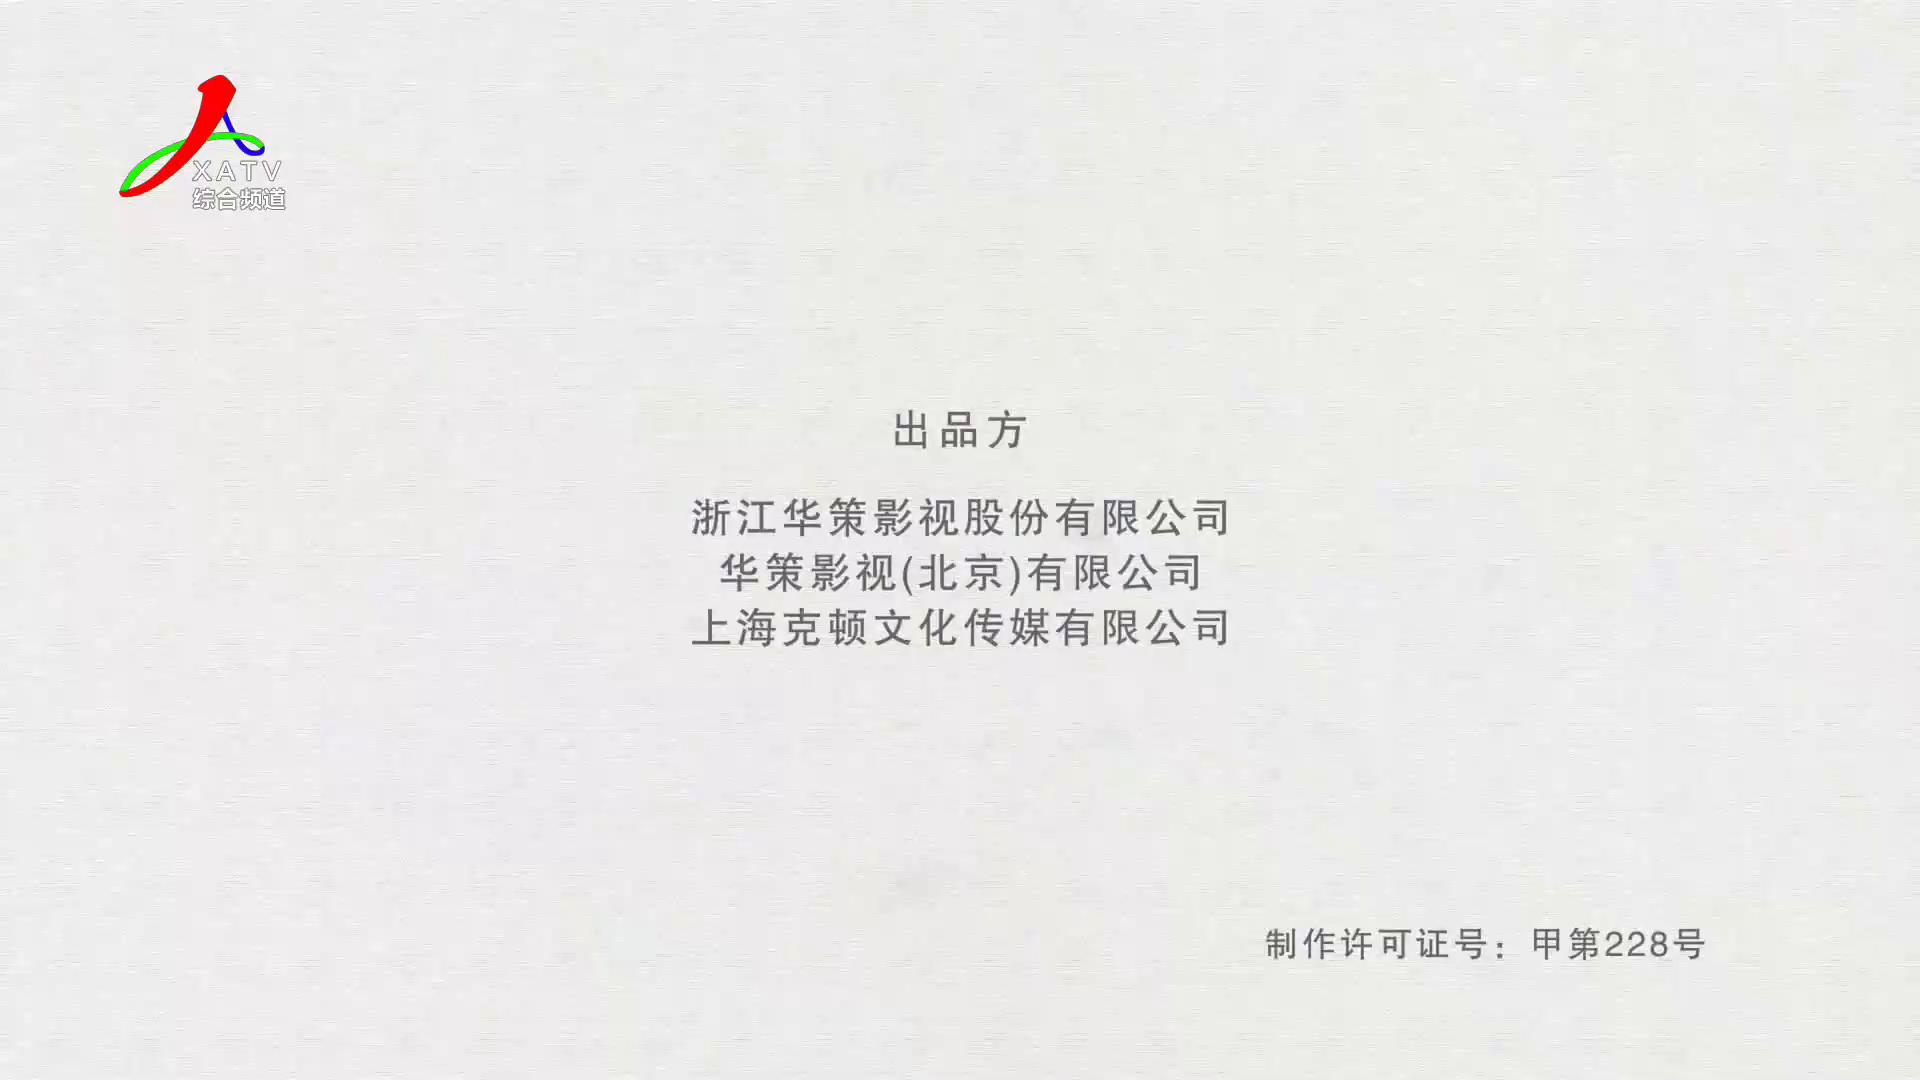 XATV
综合频道
出品方
浙江华策影视股份有限公司
华策影视(北京)有限公司
上海克顿文化传媒有限公司
制作许可证号：甲第228号